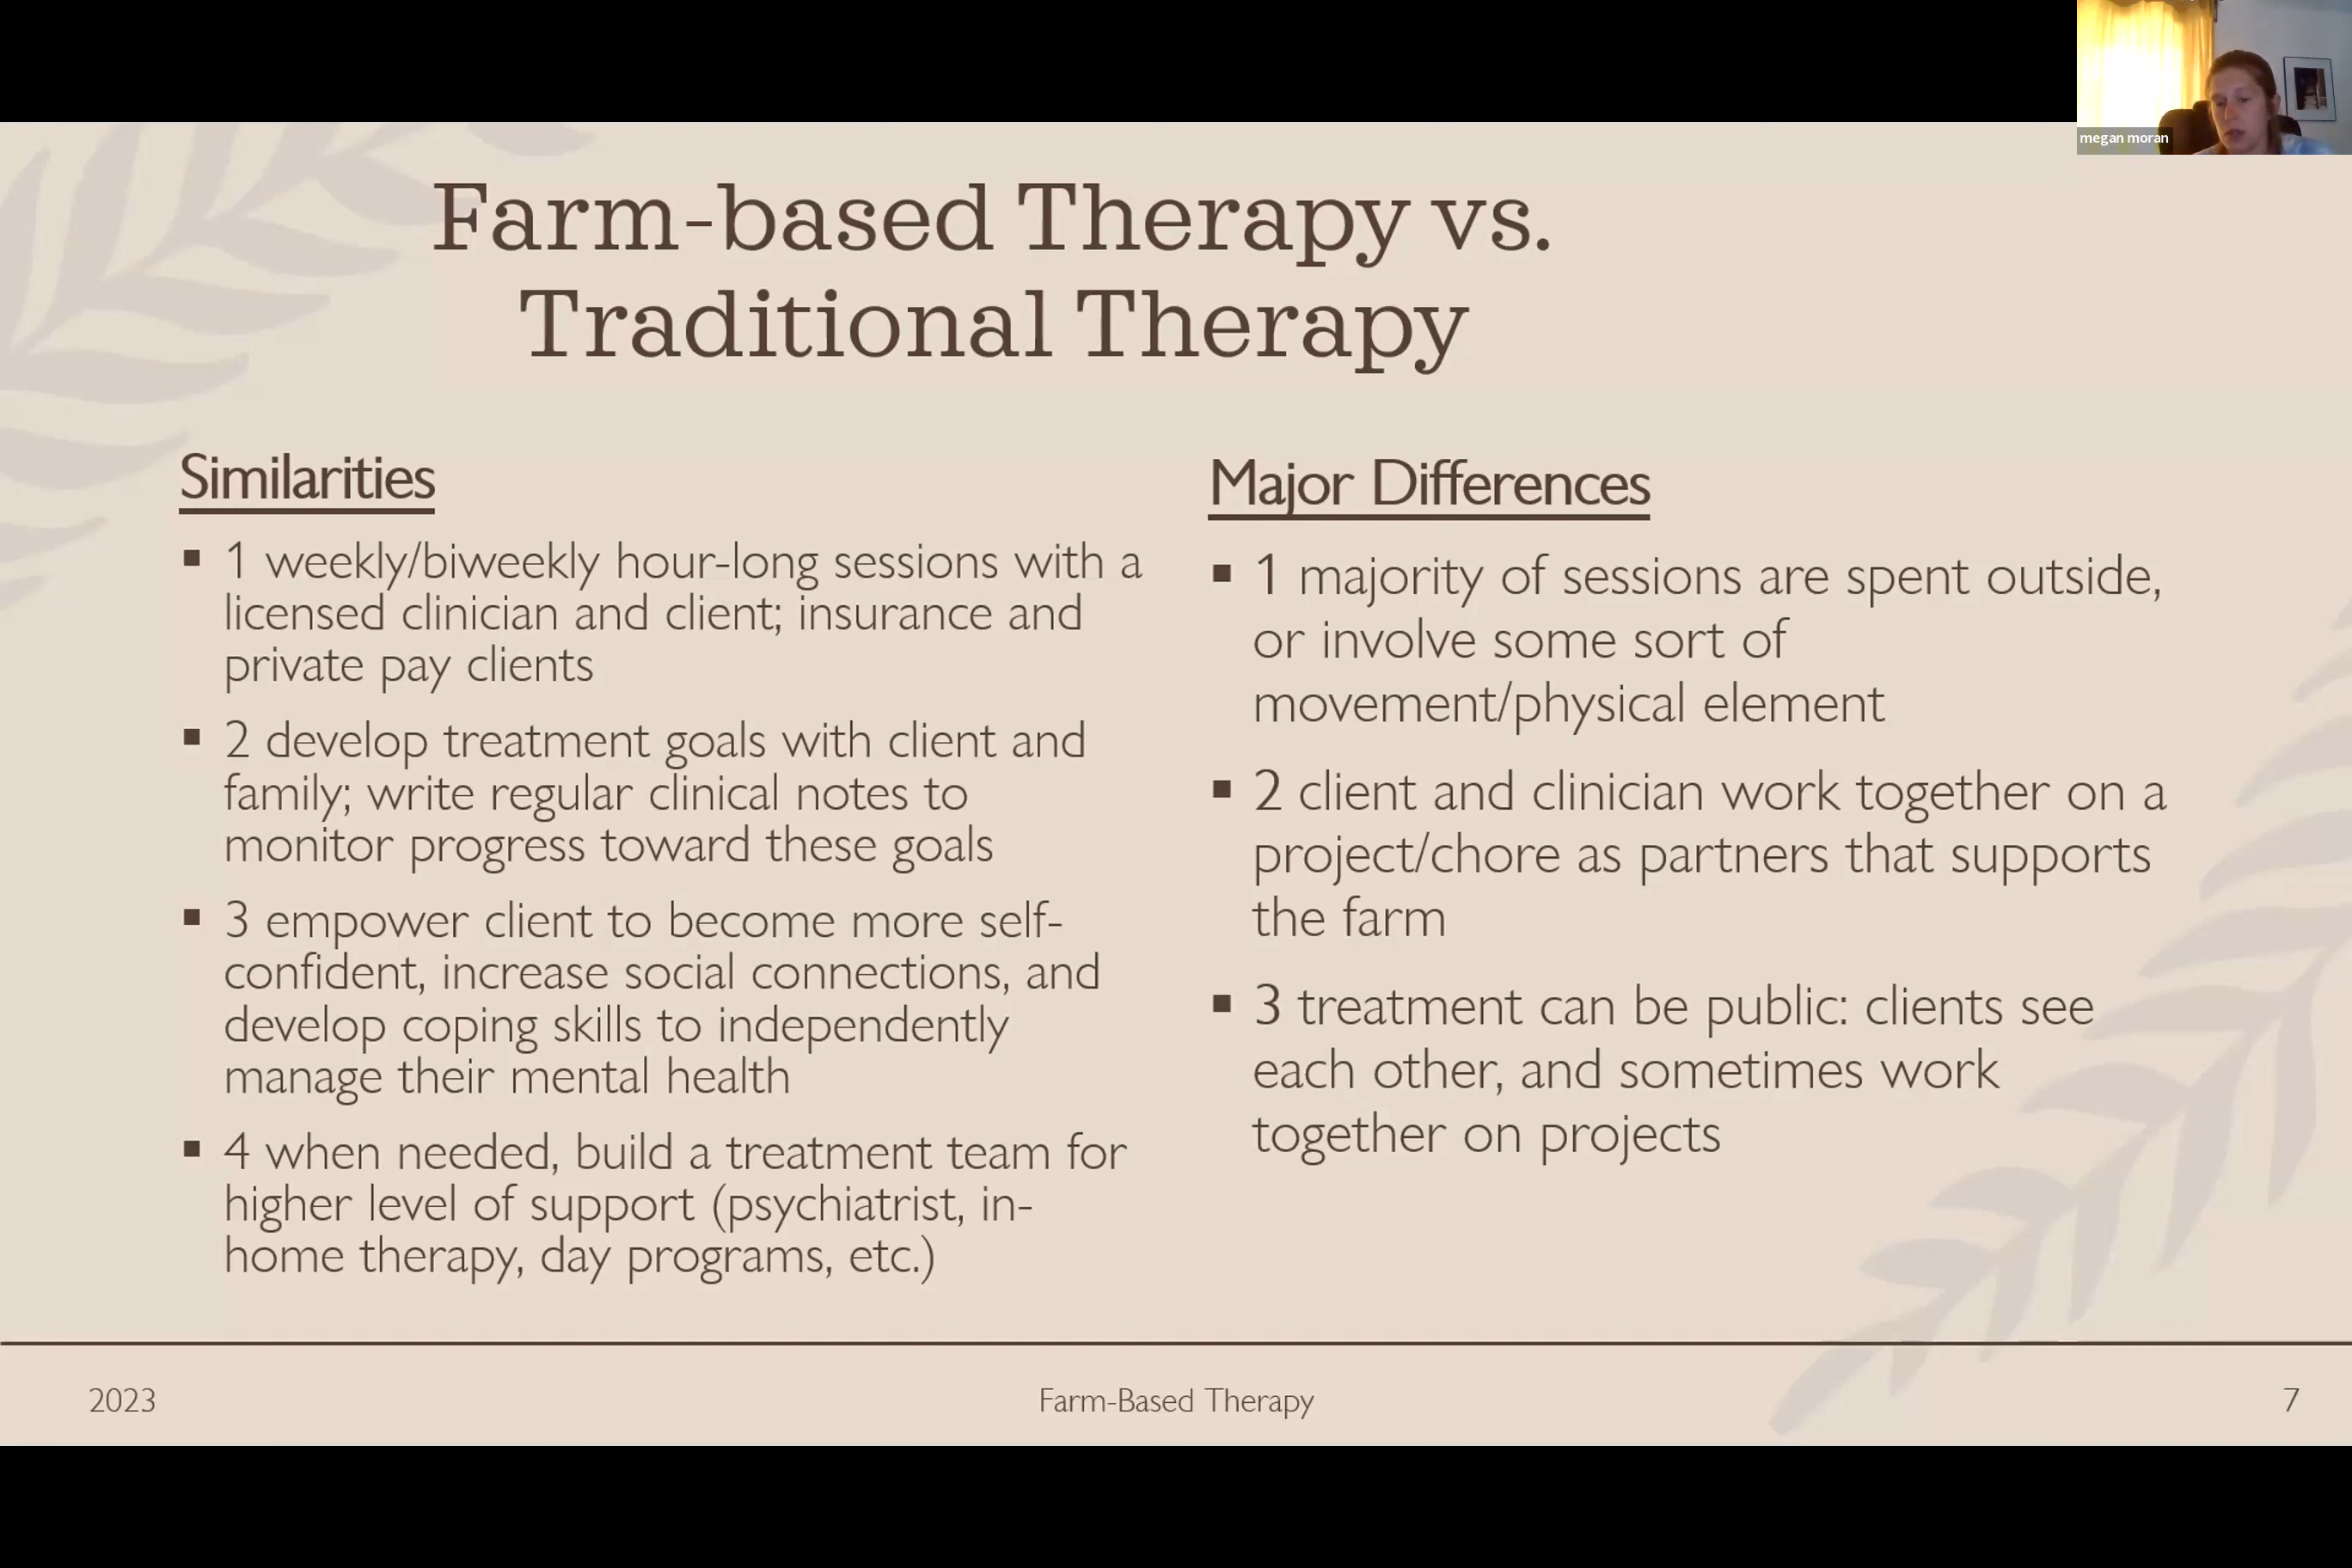 megan moran
Farm-based Therapy vs.
Traditional Therapy
Similarities
▪ 1 weekly/biweekly hour-long sessions with a
licensed clinician and client; insurance and
private pay clients
▪ 2 develop treatment goals with client and
family; write regular clinical notes to
monitor progress toward these goals
▪ 3 empower client to become more self-
confident, increase social connections, and
develop coping skills to independently
manage their mental health
▪ 4 when needed, build a treatment team for
higher level of support (psychiatrist, in-
home therapy, day programs, etc.)
Major Differences
▪ 1 majority of sessions are spent outside,
or involve some sort of
movement/physical element
▪ 2 client and clinician work together on a
project/chore as partners that supports
the farm
▪ 3 treatment can be public: clients see
each other, and sometimes work
together on projects
2023
Farm-Based Therapy
7